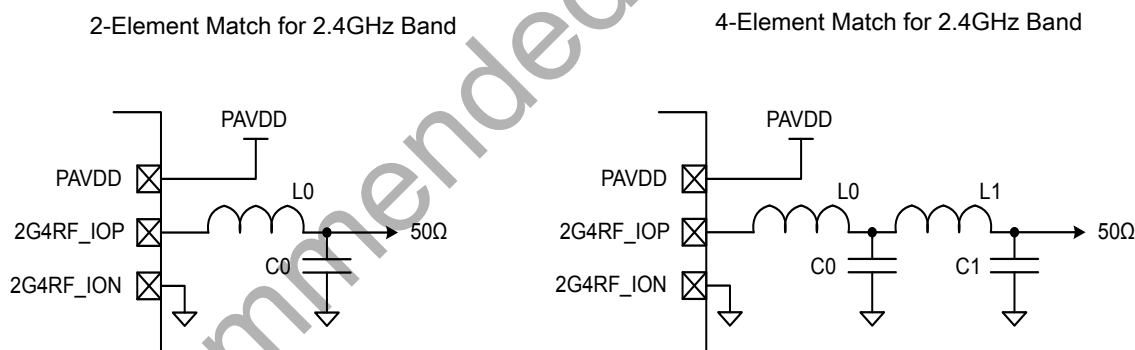 2-Element Match for 2.4GHz Band
4-Element Match for 2.4GHz Band
PAVDD
PAVDD
L0
2G4RF_IOP
50Ω
C0
2G4RF_ION
PAVDD
PAVDD
L0
L1
2G4RF_IOP
50Ω
C0
C1
2G4RF_ION